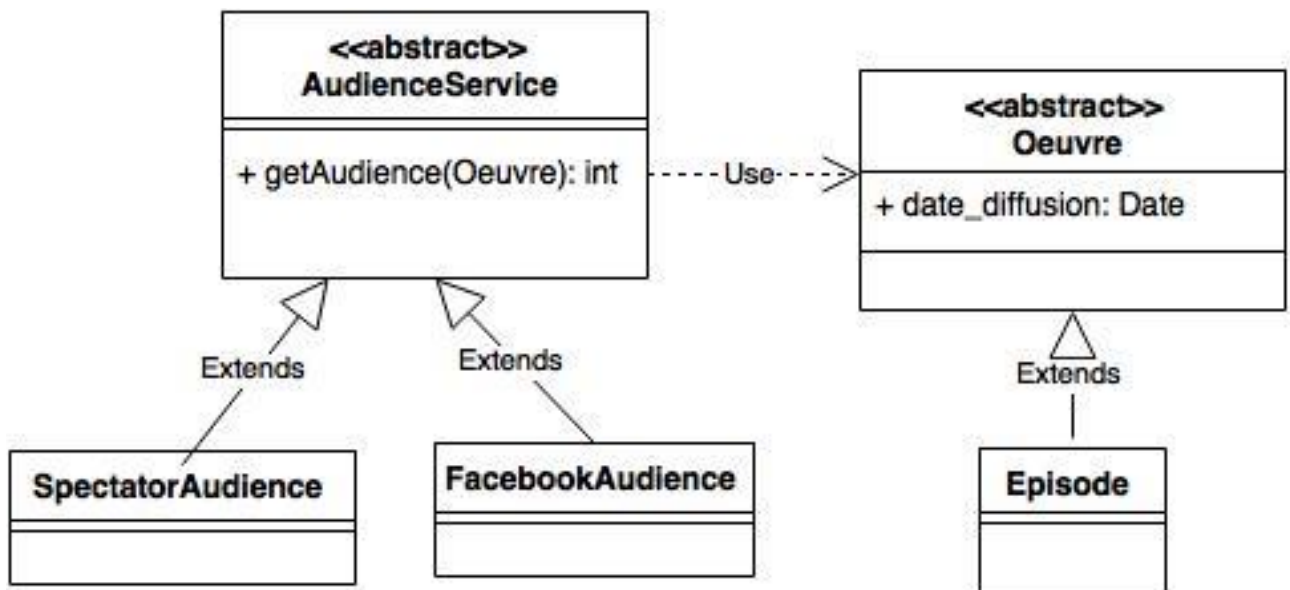 <<abstract>>
AudienceService
+ getAudience(Oeuvre): int
Use
<<abstract>>
Oeuvre
+ date_diffusion: Date
Extends
Extends
Extends
SpectatorAudience
FacebookAudience
Episode